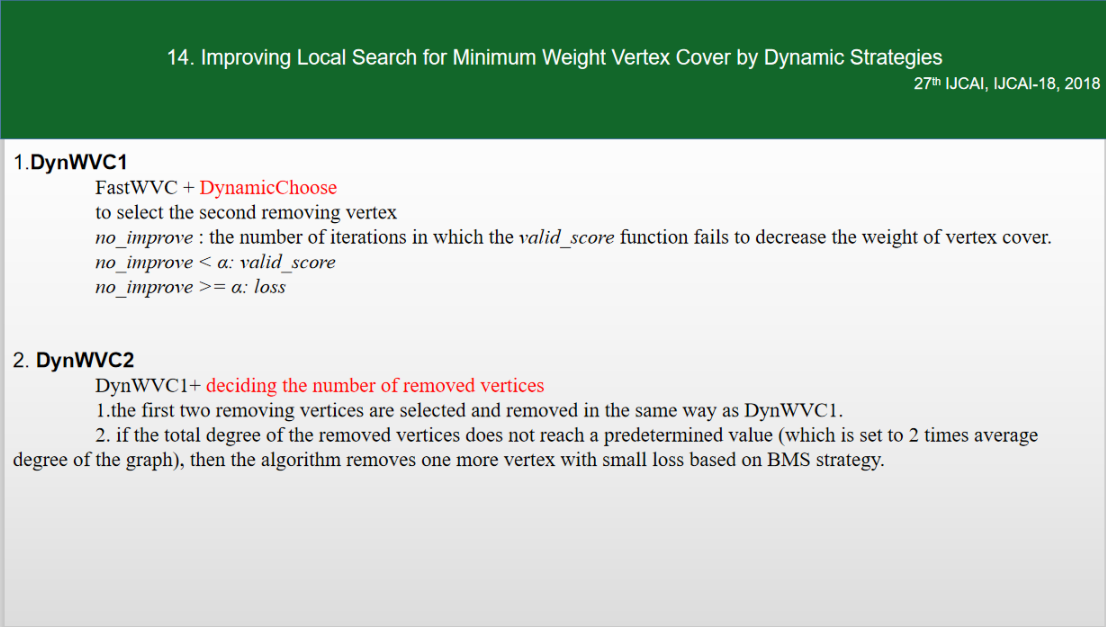 14. Improving Local Search for Minimum Weight Vertex Cover by Dynamic Strategies
27th IJCAI, IJCAI-18, 2018
1.DynWVC1
FastWVC + DynamicChoose
to select the second removing vertex
no_improve : the number of iterations in which the valid_score function fails to decrease the weight of vertex cover.
no_improve < α: valid_score
no_improve >= α: loss
2. DynWVC2
DynWVC1+ deciding the number of removed vertices
1.the first two removing vertices are selected and removed in the same way as DynWVC1.
2. if the total degree of the removed vertices does not reach a predetermined value (which is set to 2 times average
degree of the graph), then the algorithm removes one more vertex with small loss based on BMS strategy.